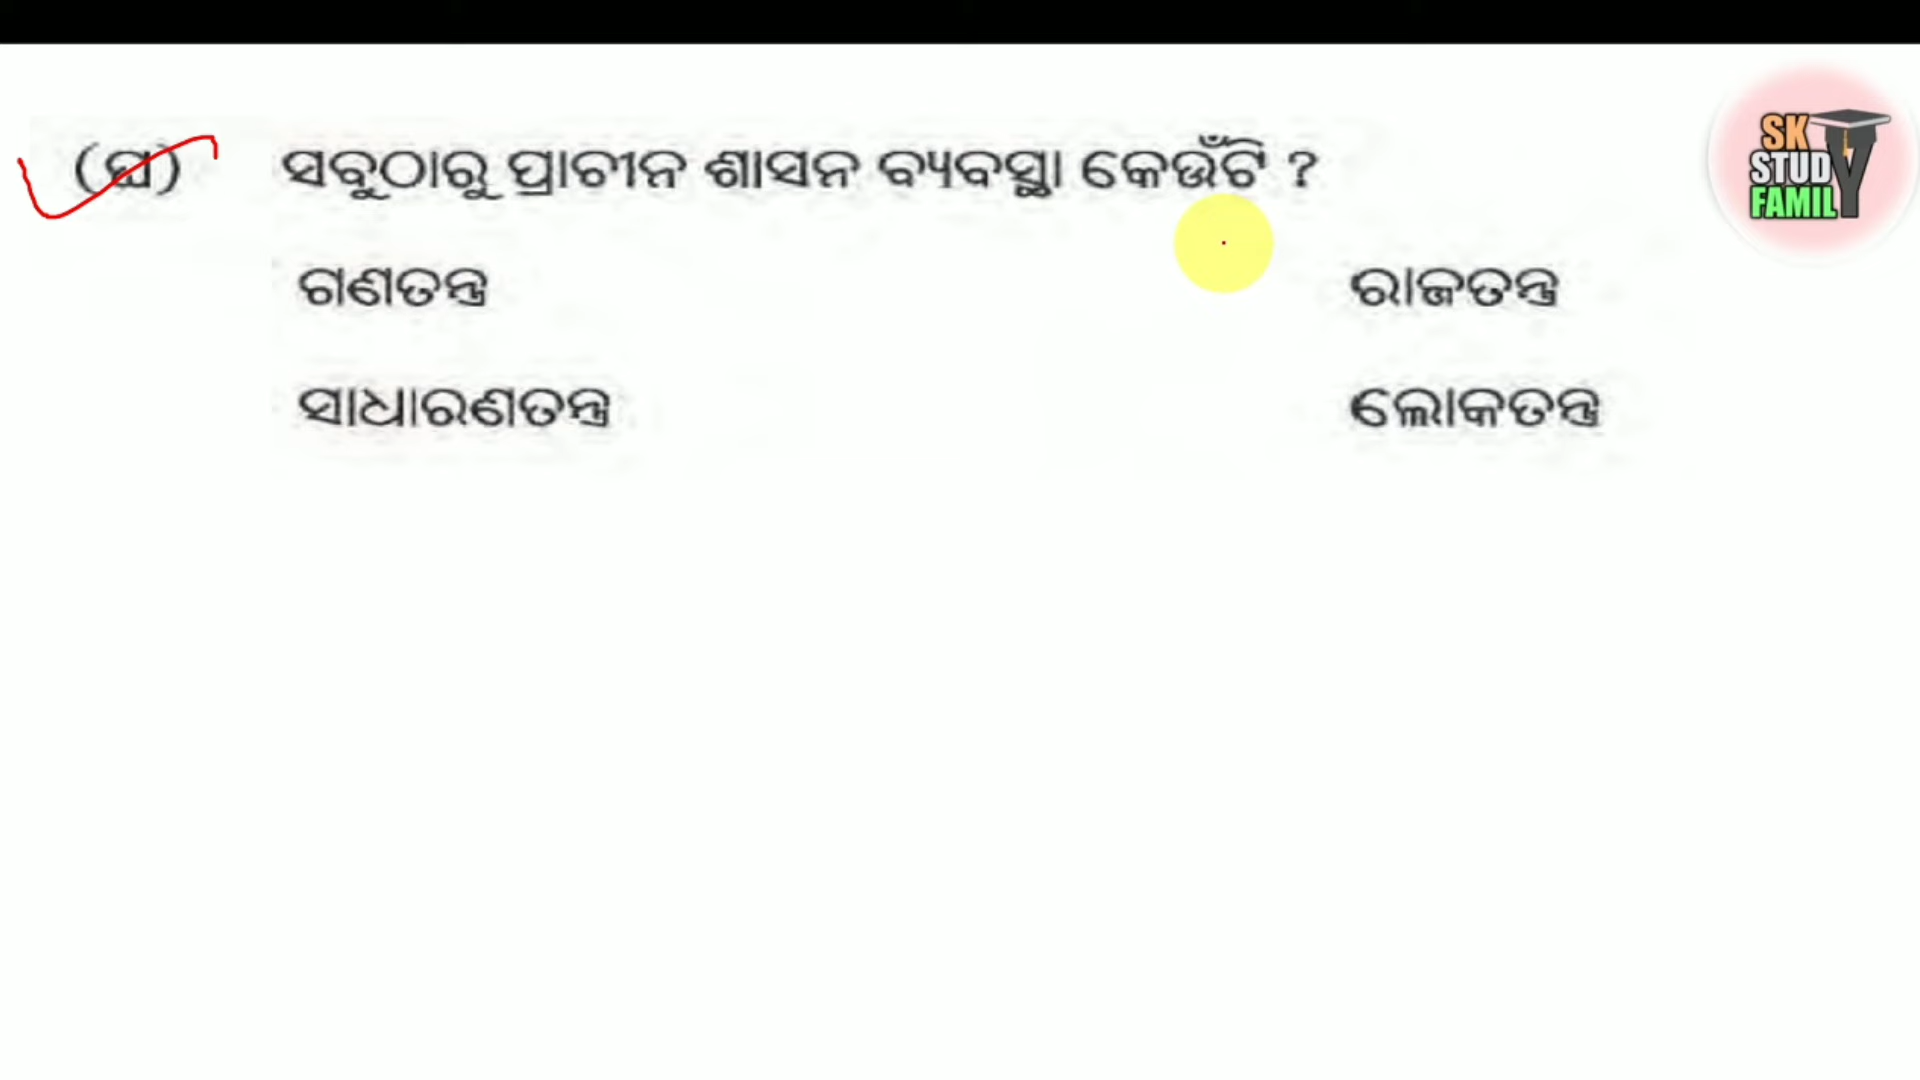 (ଘ) ସବୁଠାରୁ ପ୍ରାଚୀନ ଶାସନ ବ୍ୟବସ୍ଥା କେଉଁଟି ?
ଗଣତନ୍ତ୍ର ରାଜତନ୍ତ୍ର
ସାଧାରଣତନ୍ତ୍ର ଲୋକତନ୍ତ୍ର
SK
STUDY
FAMILY